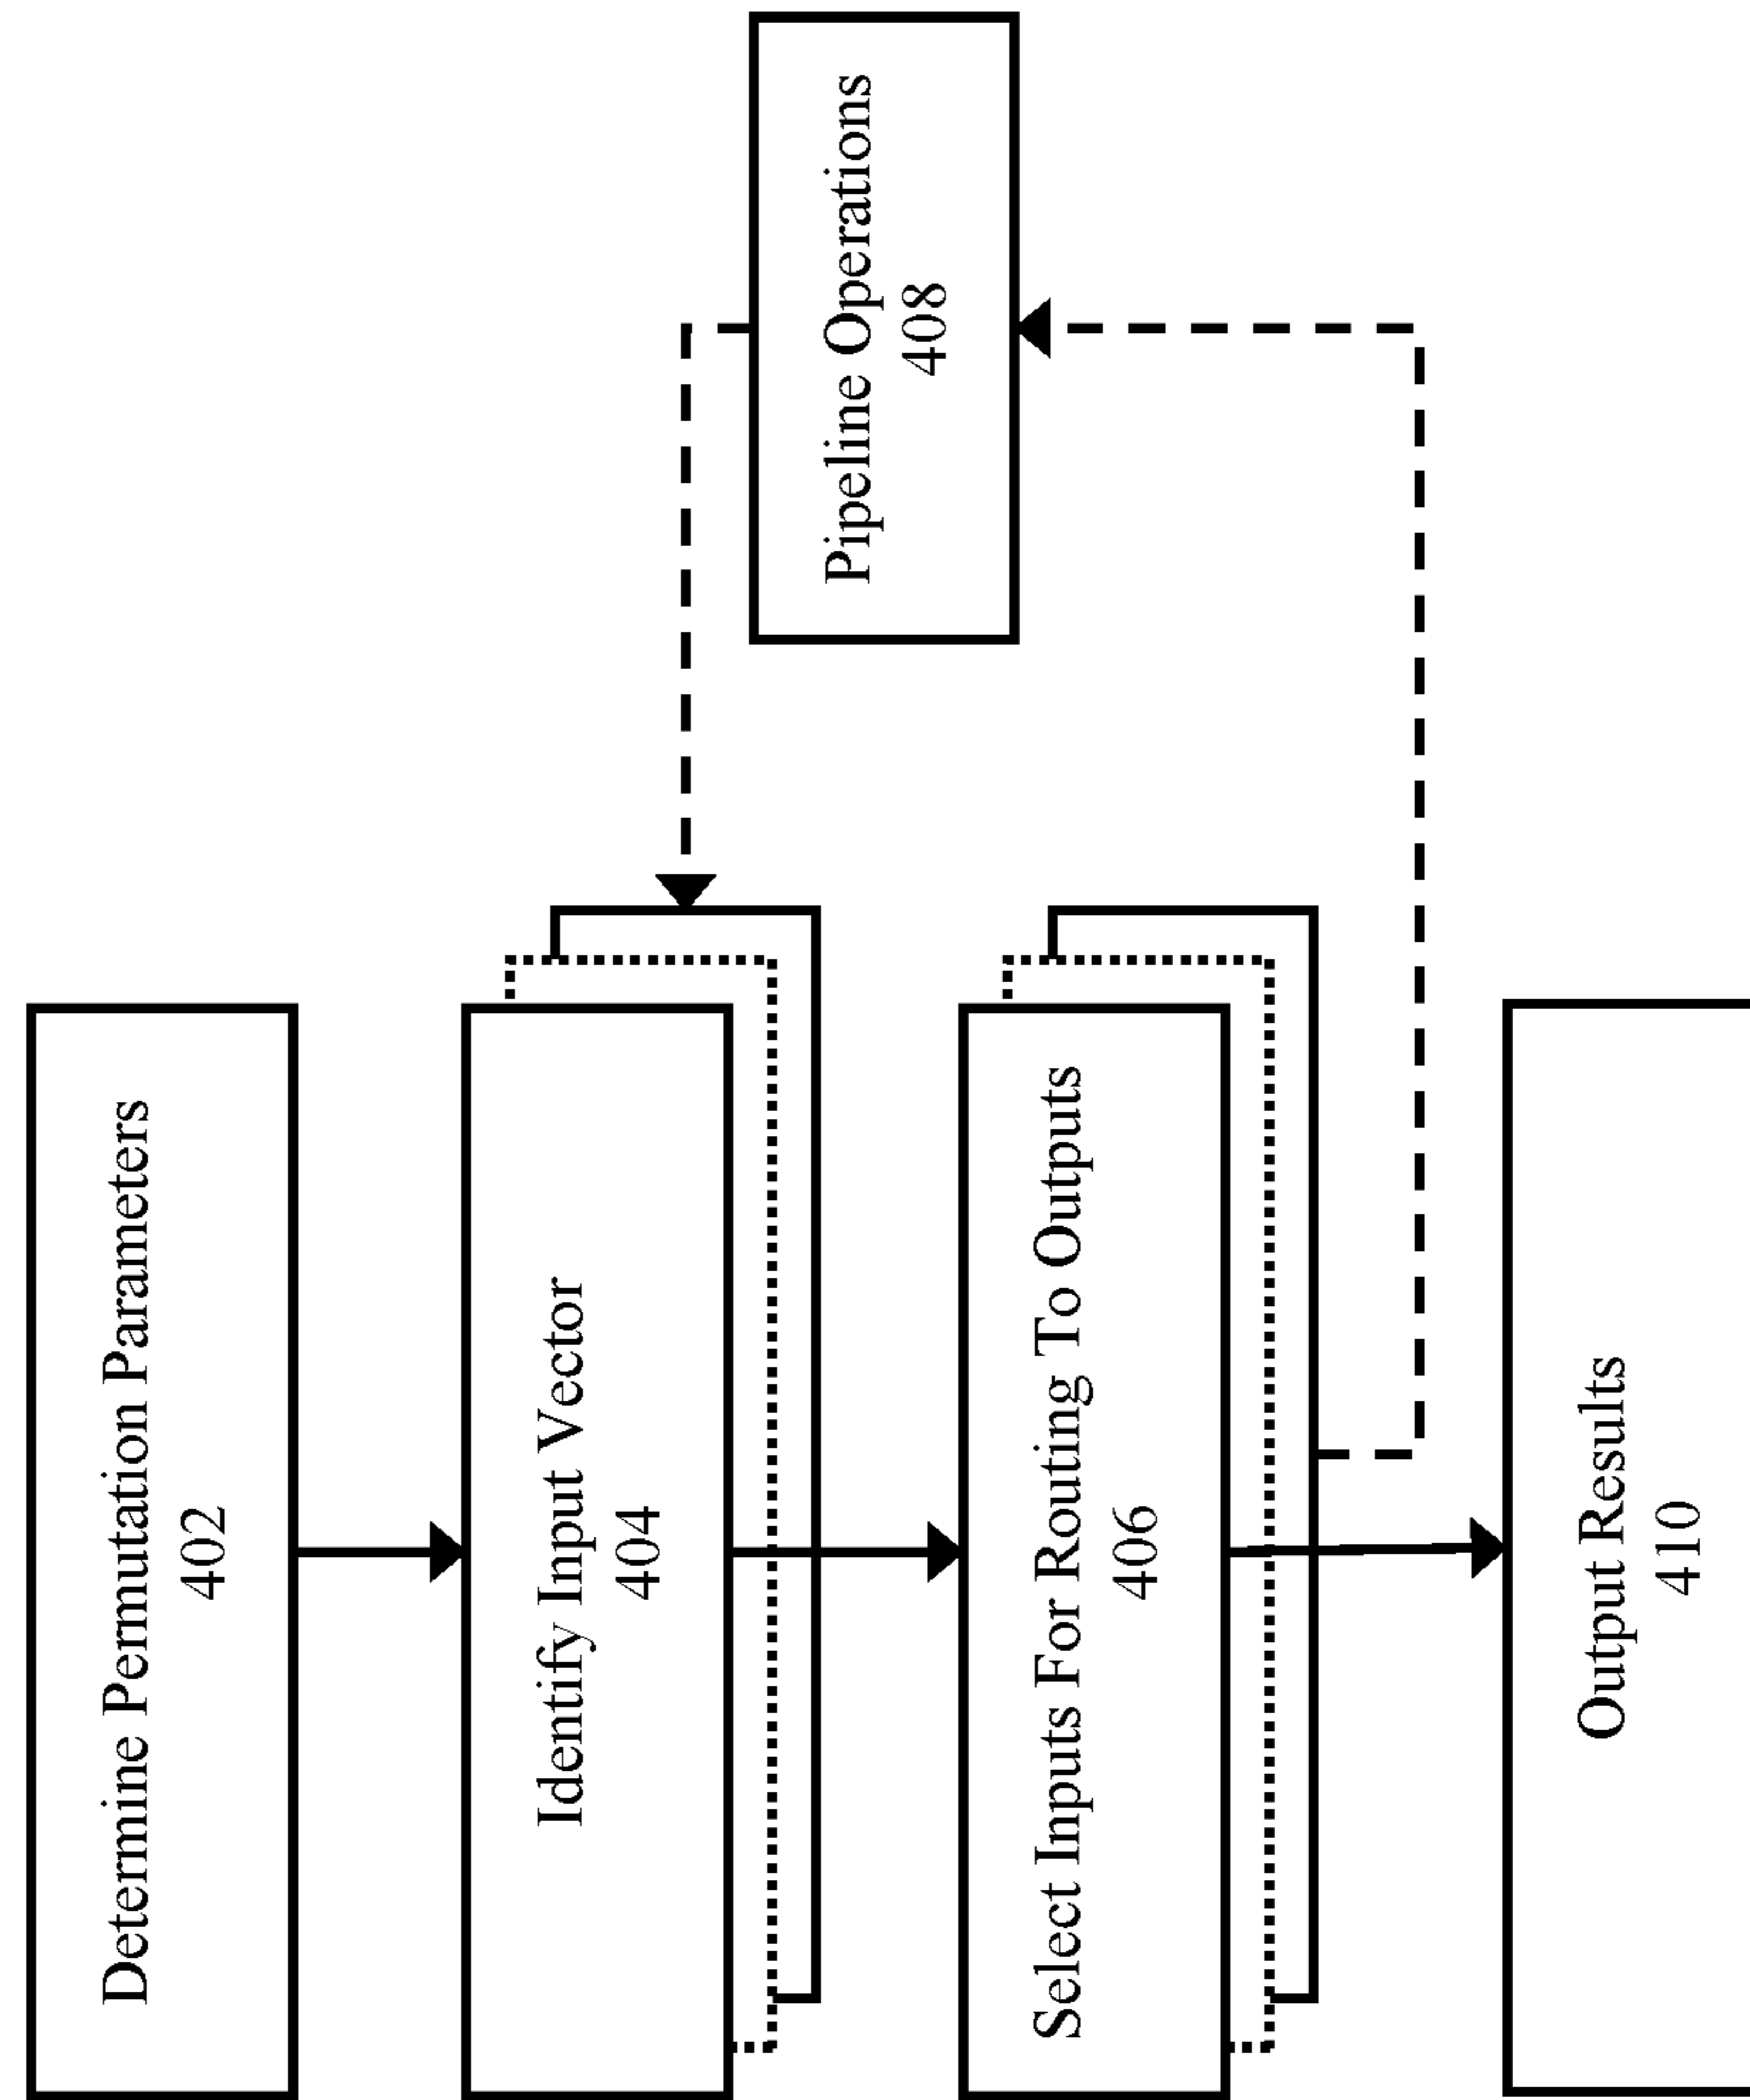 Determine Permutation Parameters
402
Identify Input Vector
404
Select Inputs For Routing To Outputs
406
Pipeline Operations
408
Output Results
410